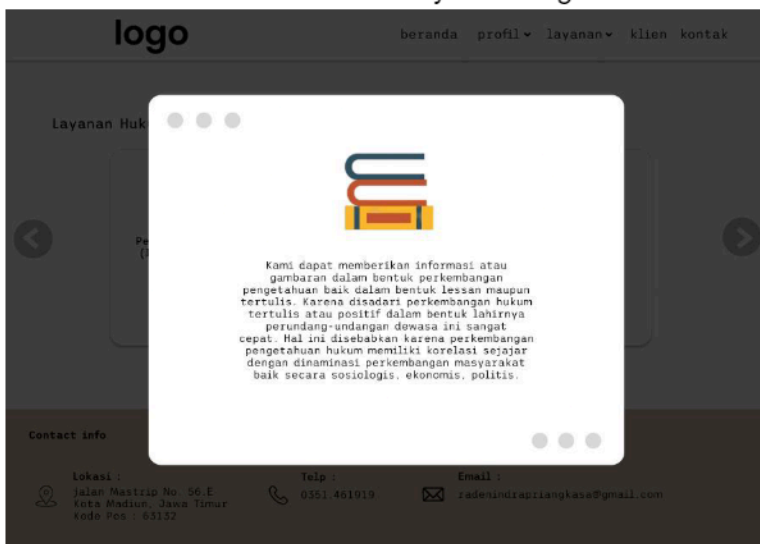 logo
beranda profil layanan klien kontak
Layanan Huk
Pe
Kami dapat memberikan informasi atau
gambaran dalam bentuk perkembangan
pengetahuan baik dalam bentuk lessan maupun
tertulis. Karena disadari perkembangan hukum
tertulis atau positif dalam bentuk lahirnya
perundang-undangan dewasa ini sangat
cepat. Hal ini disebabkan karena perkembangan
pengetahuan hukum memiliki korelasi sejajar
dengan dinaminasi perkembangan masyarakat
baik secara sosiologis, ekonomis, politis.
Contact info
Lokasi :
jalan Mastrip No. 56.E
Kota Madiun, Jawa Timur
Kode Pos : 63132
Telp :
0351.461919
Email :
radenindrapriangkasa@gmail.com